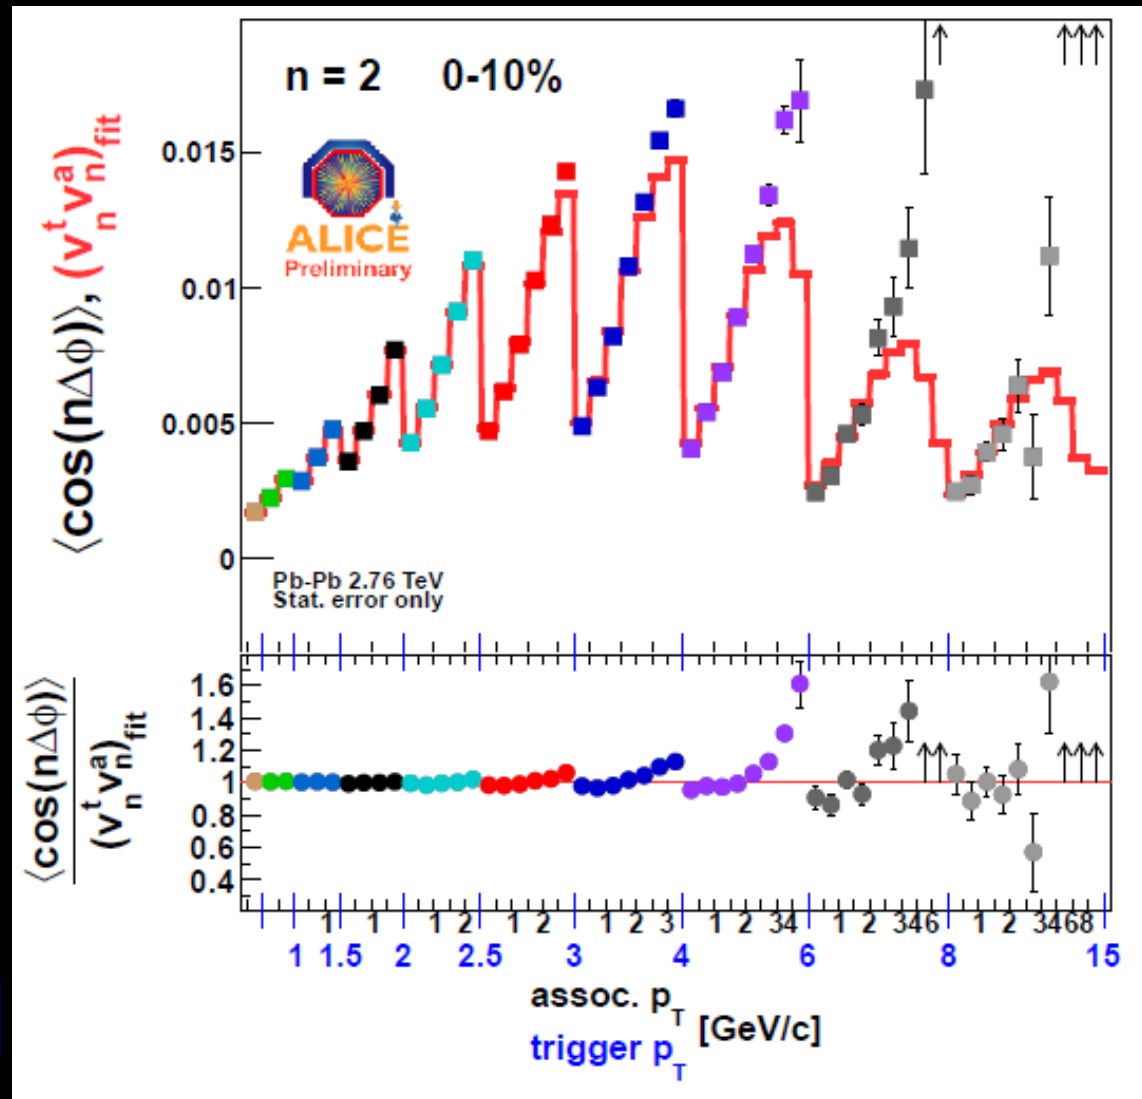 n = 2 0-10%
⟨cos(nΔϕ)⟩, (v_n^t v_n^a)_fit
0.015
0.01
0.005
0
ALICE
Preliminary
Pb-Pb 2.76 TeV
Stat. error only
⟨cos(nΔϕ)⟩
(v_n^t v_n^a)_fit
1.6
1.4
1.2
1
0.8
0.6
0.4
1 1 1 2 1 2 1 2 3 1 2 34 1 2 346 1 2 3468
1 1.5 2 2.5 3 4 6 8 15
assoc. p_T
[GeV/c]
trigger p_T